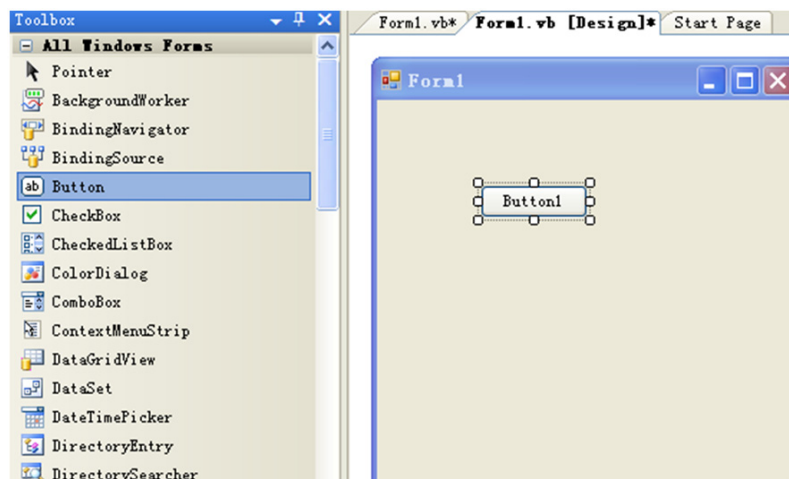 Toolbox
All Windows Forms
Pointer
BackgroundWorker
BindingNavigator
BindingSource
ab Button
CheckBox
CheckedListBox
ColorDialog
ComboBox
ContextMenuStrip
DataGridView
DataSet
DateTimePicker
DirectoryEntry
DirectorySearcher
Form1.vb* Form1.vb [Design]* Start Page
Form1
Button1